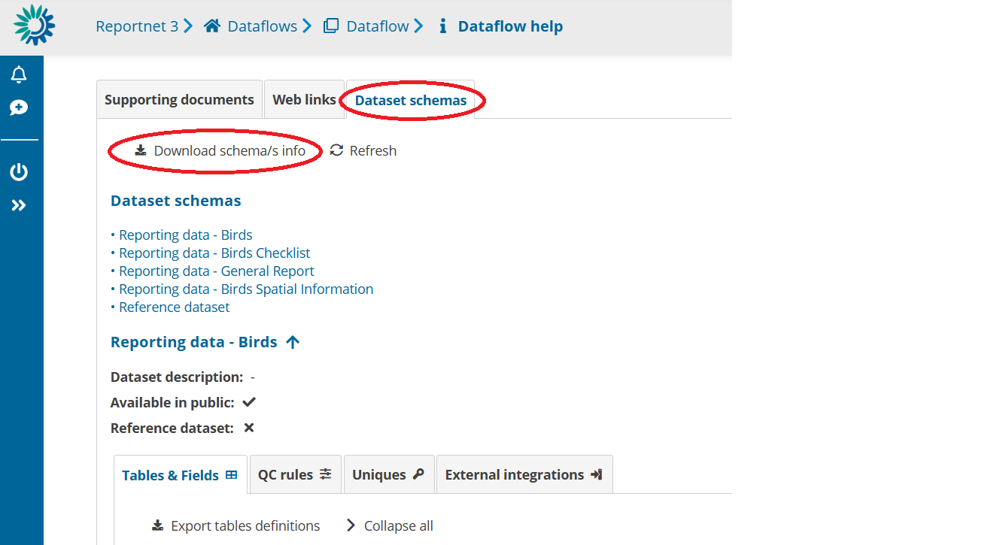 Reportnet 3 Dataflows Dataflow Dataflow help
Supporting documents Web links Dataset schemas
Download schema/s info Refresh
Dataset schemas
• Reporting data - Birds
• Reporting data - Birds Checklist
• Reporting data - General Report
• Reporting data - Birds Spatial Information
• Reference dataset
Reporting data - Birds
Dataset description: -
Available in public:
Reference dataset:
Tables & Fields QC rules Uniques External integrations
Export tables definitions Collapse all